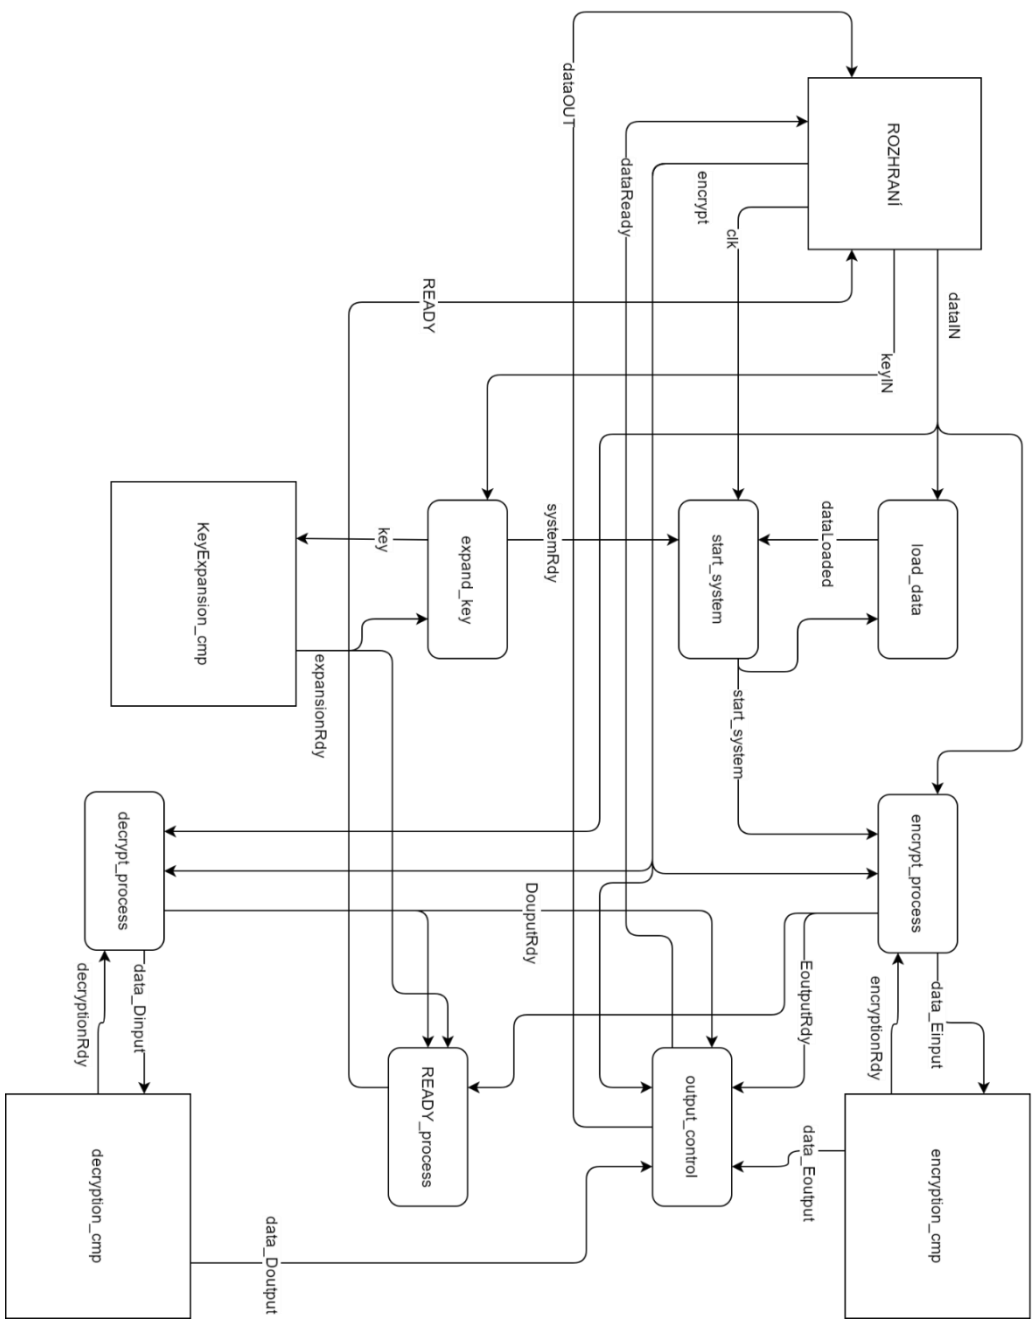 dataIN
load_data
encrypt_process
data_Einput
encryption_cmp
ROZHRANÍ
keyIN
encryptionRdy
dataLoaded
EoutputRdy
data_Eoutput
clk
start_system
start_system
encrypt
output_control
dataReady
dataOUT
systemRdy
DouputRdy
expand_key
READY
READY_process
key
expansionRdy
data_Doutput
KeyExpansion_cmp
data_Dinput
decrypt_process
decryption_cmp
decryptionRdy